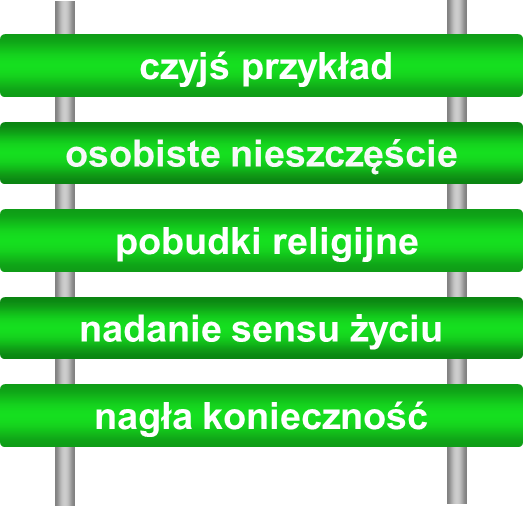 czyjś przykład
osobiste nieszczęście
pobudki religijne
nadanie sensu życiu
nagła konieczność